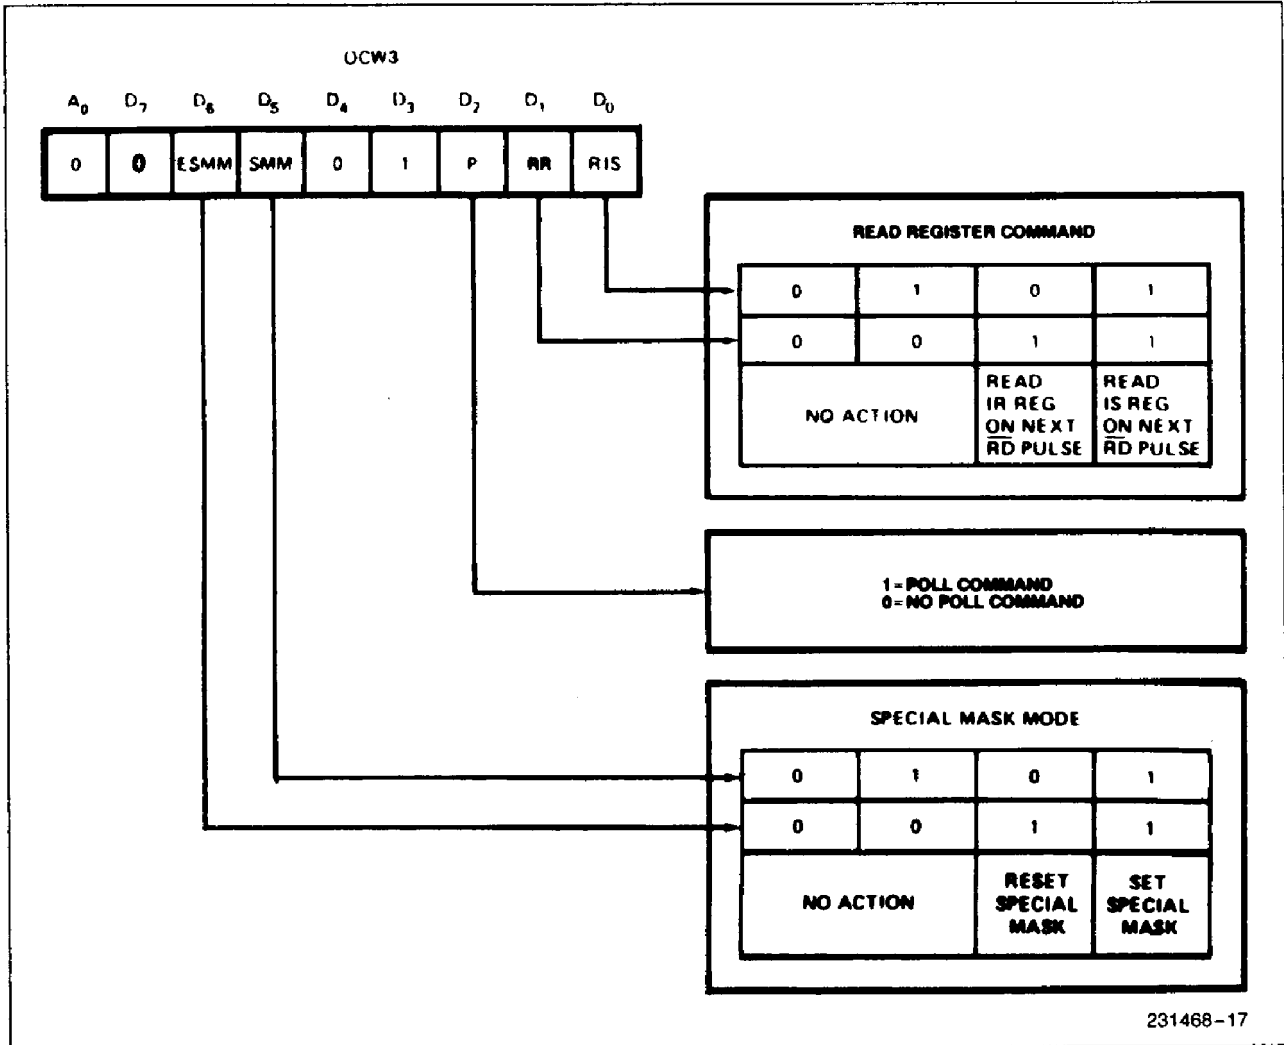 OCW3
A0 D7 D6 D5 D4 D3 D2 D1 D0
0 0 ESMM SMM 0 1 P RR RIS
READ REGISTER COMMAND
0 1 0 1
0 0 1 1
NO ACTION
READ
IR REG
ON NEXT
RD PULSE
READ
IS REG
ON NEXT
RD PULSE
1 = POLL COMMAND
0 = NO POLL COMMAND
SPECIAL MASK MODE
0 1 0 1
0 0 1 1
NO ACTION
RESET
SPECIAL
MASK
SET
SPECIAL
MASK
231468-17